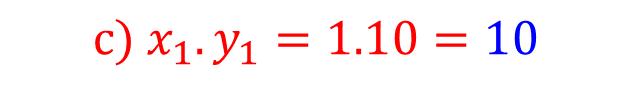 c) x₁. y₁ = 1.10 = 10